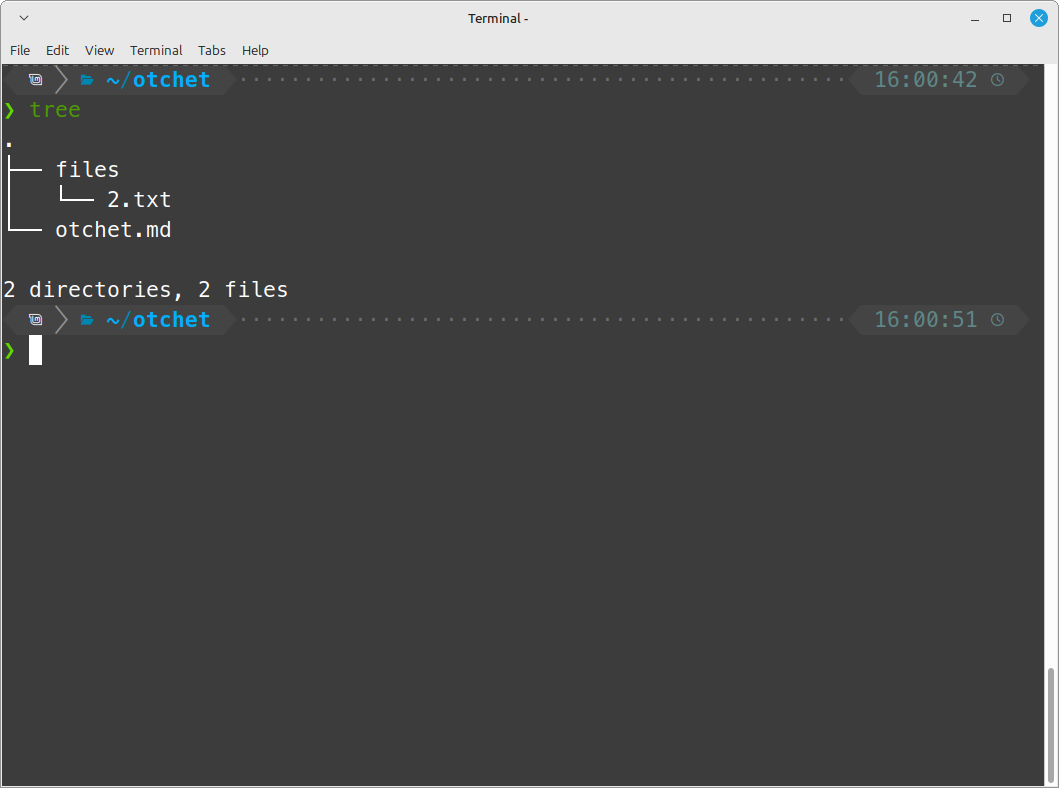 Terminal -
File Edit View Terminal Tabs Help
~/otchet 16:00:42
❯ tree
.
├── files
│   └── 2.txt
└── otchet.md
2 directories, 2 files
~/otchet 16:00:51
❯